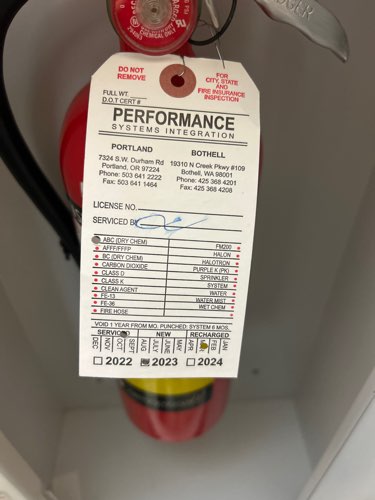 DO NOT
REMOVE
FOR
CITY, STATE
AND
FIRE INSURANCE
INSPECTION
FULL WT.
D.O.T CERT #
PERFORMANCE
SYSTEMS INTEGRATION
PORTLAND
7324 S.W. Durham Rd
Portland, OR 97224
Phone: 503 641 2222
Fax: 503 641 1464
BOTHELL
19310 N Creek Pkwy #109
Bothell, WA 98001
Phone: 425 368 4201
Fax: 425 368 4208
LICENSE NO.
SERVICED BY
ABC (DRY CHEM)
AFFF/FFFP
BC (DRY CHEM)
CARBON DIOXIDE
CLASS D
CLASS K
CLEAN AGENT
FE-13
FE-36
FIRE HOSE
FM200
HALON
HALOTRON
PURPLE K (PK)
SPRINKLER
SYSTEM
WATER
WATER MIST
WET CHEM
VOID 1 YEAR FROM MO. PUNCHED: SYSTEM 6 MOS.
SERVICED NEW RECHARGED
DEC NOV OCT SEPT AUG JULY JUNE MAY APR FEB JAN
2022 2023 2024